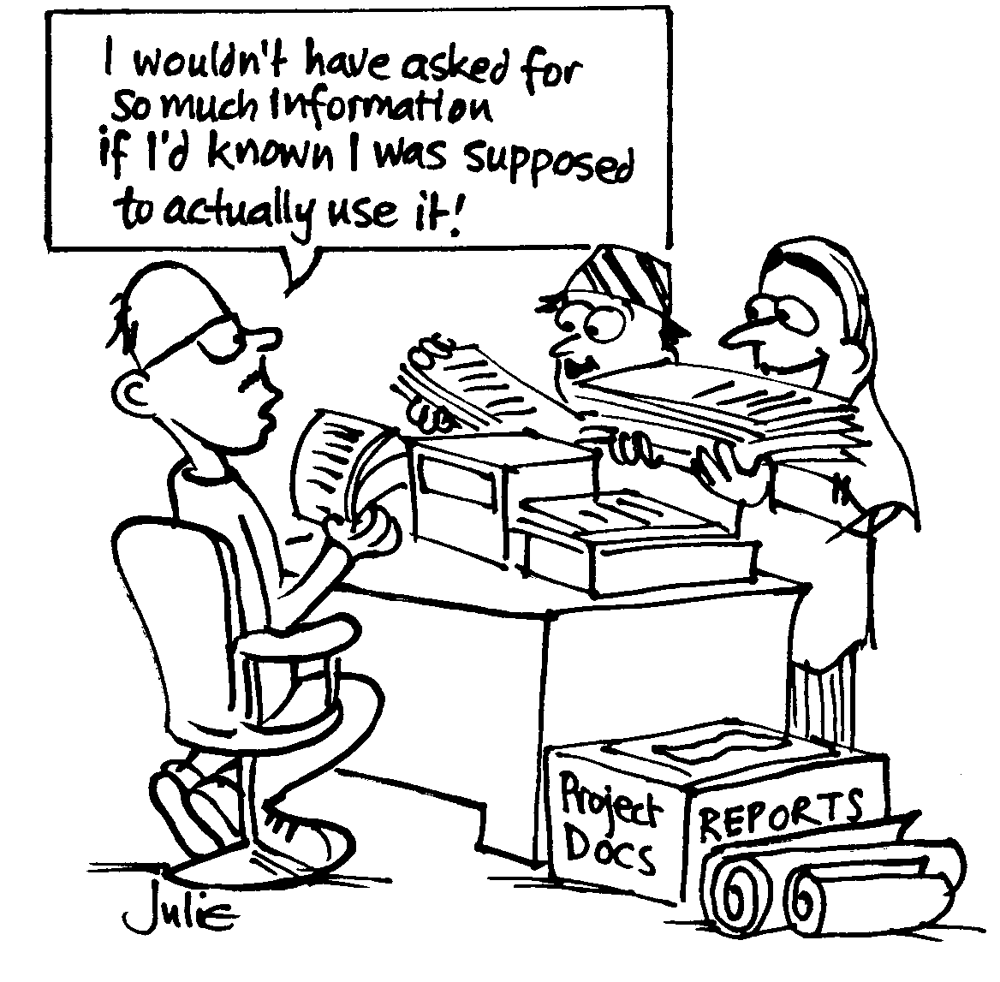 I wouldn't have asked for
so much information
if I'd known I was supposed
to actually use it!
Project
Docs
REPORTS
Julie